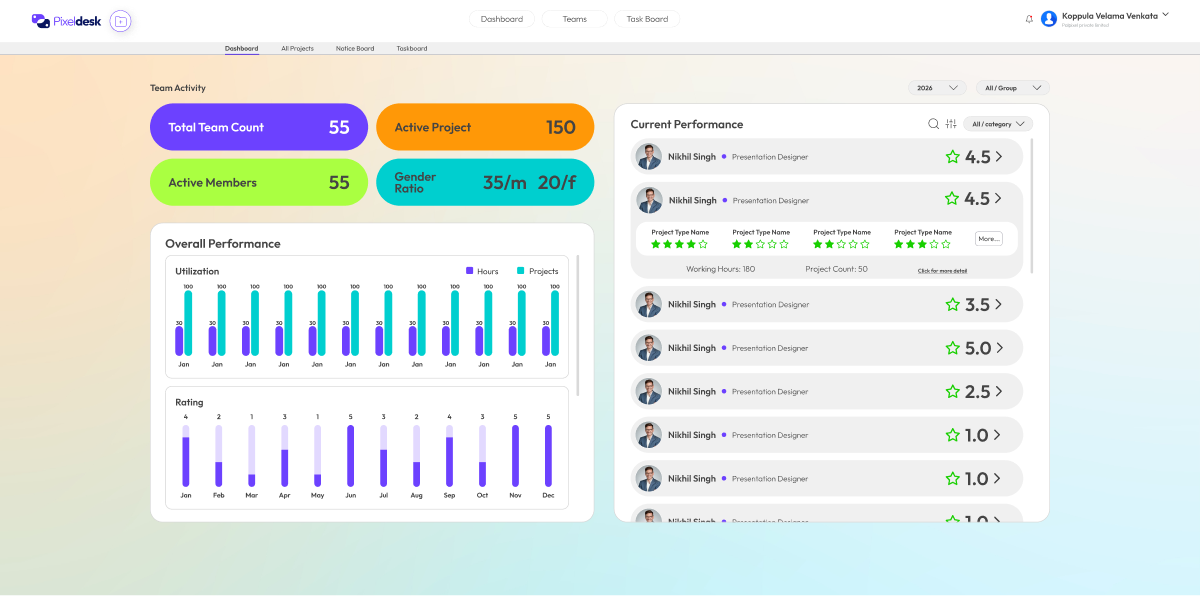 Pixeldesk
Dashboard Teams Task Board
Koppula Velama Venkata
Dashboard All Projects Notice Board Taskboard
Team Activity
2026 All / Group
Total Team Count 55
Active Project 150
Active Members 55
Gender Ratio 35/m 20/f
Overall Performance
Utilization
Hours Projects
100 100 100 100 100 100 100 100 100 100 100 100
30 30 30 30 30 30 30 30 30 30 30 30
Jan Jan Jan Jan Jan Jan Jan Jan Jan Jan Jan Jan
Rating
4 2 1 3 1 5 3 2 4 3 5 5
Jan Feb Mar Apr May Jun Jul Aug Sep Oct Nov Dec
Current Performance
All / category
Nikhil Singh Presentation Designer 4.5
Nikhil Singh Presentation Designer 4.5
Project Type Name Project Type Name Project Type Name Project Type Name
More...
Working Hours: 180 Project Count: 50 Click for more detail
Nikhil Singh Presentation Designer 3.5
Nikhil Singh Presentation Designer 5.0
Nikhil Singh Presentation Designer 2.5
Nikhil Singh Presentation Designer 1.0
Nikhil Singh Presentation Designer 1.0
Nikhil Singh Presentation Designer 1.0